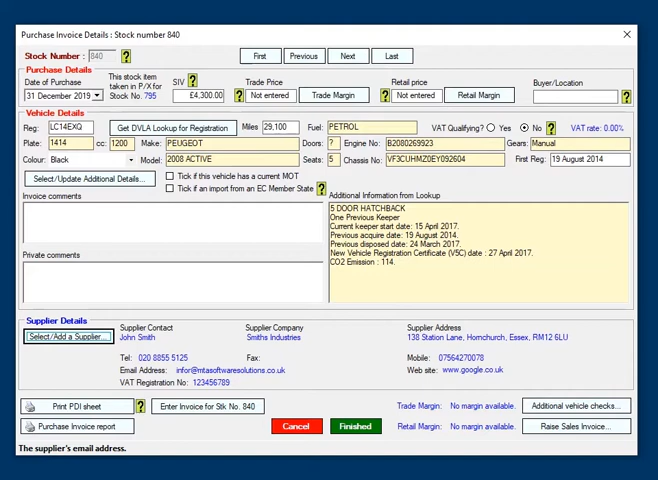 Purchase Invoice Details : Stock number 840
Stock Number : 840 ? First Previous Next Last
Purchase Details
Date of Purchase This stock item taken in P/X for Stock No. 795 SIV ? Trade Price Retail price Buyer/Location
31 December 2019 £4,300.00 ? Not entered Trade Margin ? Not entered Retail Margin ?
Vehicle Details
Reg: LC14EXQ Get DVLA Lookup for Registration Miles 29,100 Fuel: PETROL VAT Qualifying? Yes No ? VAT rate: 0.00%
Plate: 1414 cc: 1200 Make: PEUGEOT Doors: ? Engine No: B2080269923 Gears: Manual
Colour: Black Model: 2008 ACTIVE Seats: 5 Chassis No: VF3CUHMZ0EY092604 First Reg: 19 August 2014
Select/Update Additional Details... Tick if this vehicle has a current MOT
Tick if an import from an EC Member State ?
Invoice comments Additional Information from Lookup
5 DOOR HATCHBACK
One Previous Keeper
Current keeper start date: 15 April 2017.
Previous acquire date: 19 August 2014.
Previous disposed date: 24 March 2017.
New Vehicle Registration Certificate (V5C) date : 27 April 2017.
CO2 Emission : 114.
Private comments
Supplier Details
Select/Add a Supplier... Supplier Contact Supplier Company Supplier Address
John Smith Smiths Industries 138 Station Lane, Hornchurch, Essex, RM12 6LU
Tel: 020 8855 5125 Fax: Mobile: 07564270078
Email Address: infor@mtasoftwaresolutions.co.uk Web site: www.google.co.uk
VAT Registration No: 123456789
Print PDI sheet ? Enter Invoice for Stk No. 840 Trade Margin: No margin available. Additional vehicle checks...
Purchase Invoice report Cancel Finished Retail Margin: No margin available. Raise Sales Invoice...
The supplier's email address.